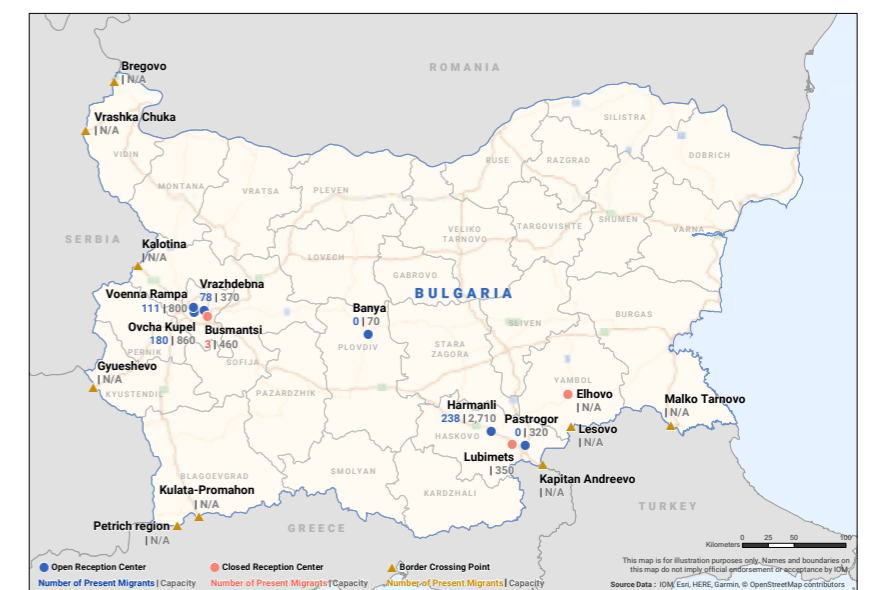 Bregovo
| N/A
ROMANIA
Vrashka Chuka
| N/A
SILISTRA
VIDIN
RUSE
RAZGRAD
DOBRICH
MONTANA
VRATSA
PLEVEN
SHUMEN
TARGOVISHTE
VELIKO
TARNOVO
VARNA
SERBIA
Kalotina
| N/A
LOVECH
GABROVO
Vrazhdebna
78 | 370
Voenna Rampa
111 | 800
BULGARIA
Banya
0 | 70
Ovcha Kupel
180 | 860
Busmantsi
3 | 460
PERNIK
SOFIJA
PLOVDIV
STARA
ZAGORA
SLIVEN
BURGAS
Gyueshevo
| N/A
KYUSTENDIL
PAZARDZHIK
YAMBOL
Elhovo
| N/A
Malko Tarnovo
| N/A
Harmanli
238 | 2,710
Pastrogor
0 | 320
HASKOVO
Lesovo
| N/A
Lubimets
| 350
BLAGOEVGRAD
SMOLYAN
Kapitan Andreevo
| N/A
Kulata-Promahon
| N/A
KARDZHALI
TURKEY
Petrich region
| N/A
GREECE
Kilometers
0 25 50 100
This map is for illustration purposes only. Names and boundaries on
this map do not imply official endorsement or acceptance by IOM.
Open Reception Center
Closed Reception Center
Border Crossing Point
Number of Present Migrants | Capacity
Number of Present Migrants | Capacity
Number of Present Migrants | Capacity
Source Data : IOM, Esri, HERE, Garmin, © OpenStreetMap contributors